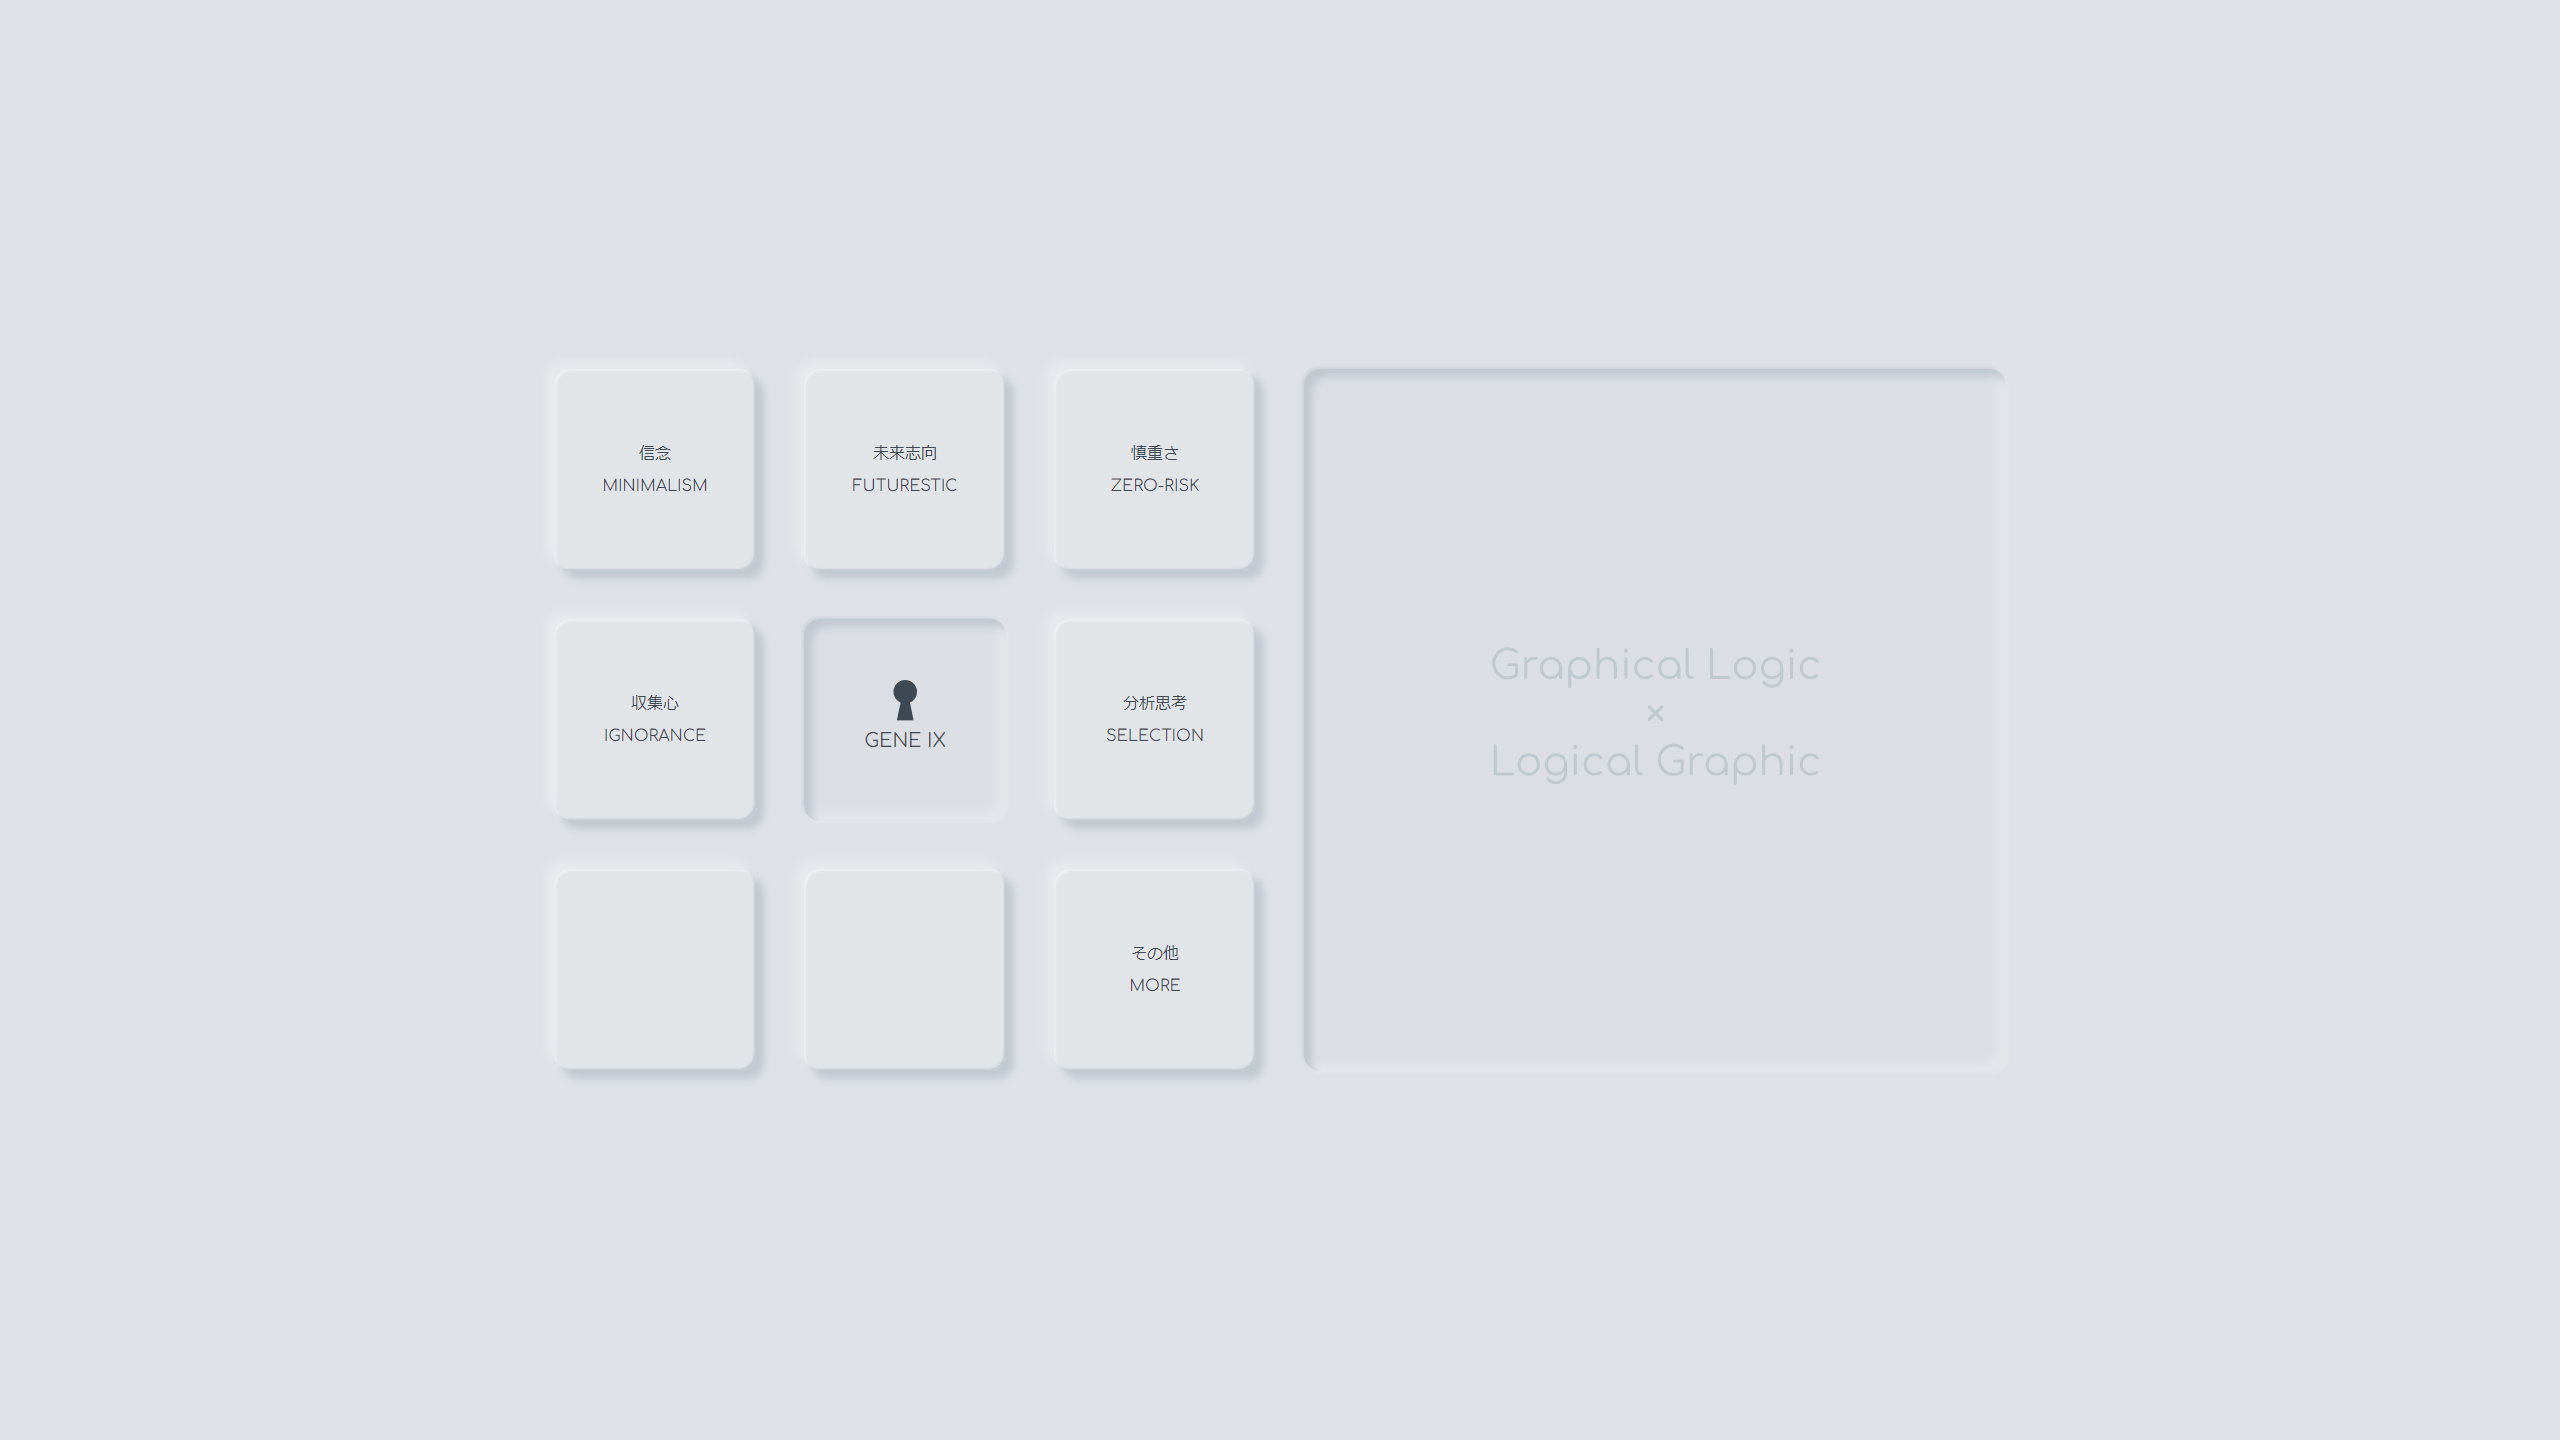 信念
MINIMALISM
未来志向
FUTURESTIC
慎重さ
ZERO-RISK
収集心
IGNORANCE
GENE IX
分析思考
SELECTION
その他
MORE
Graphical Logic
×
Logical Graphic